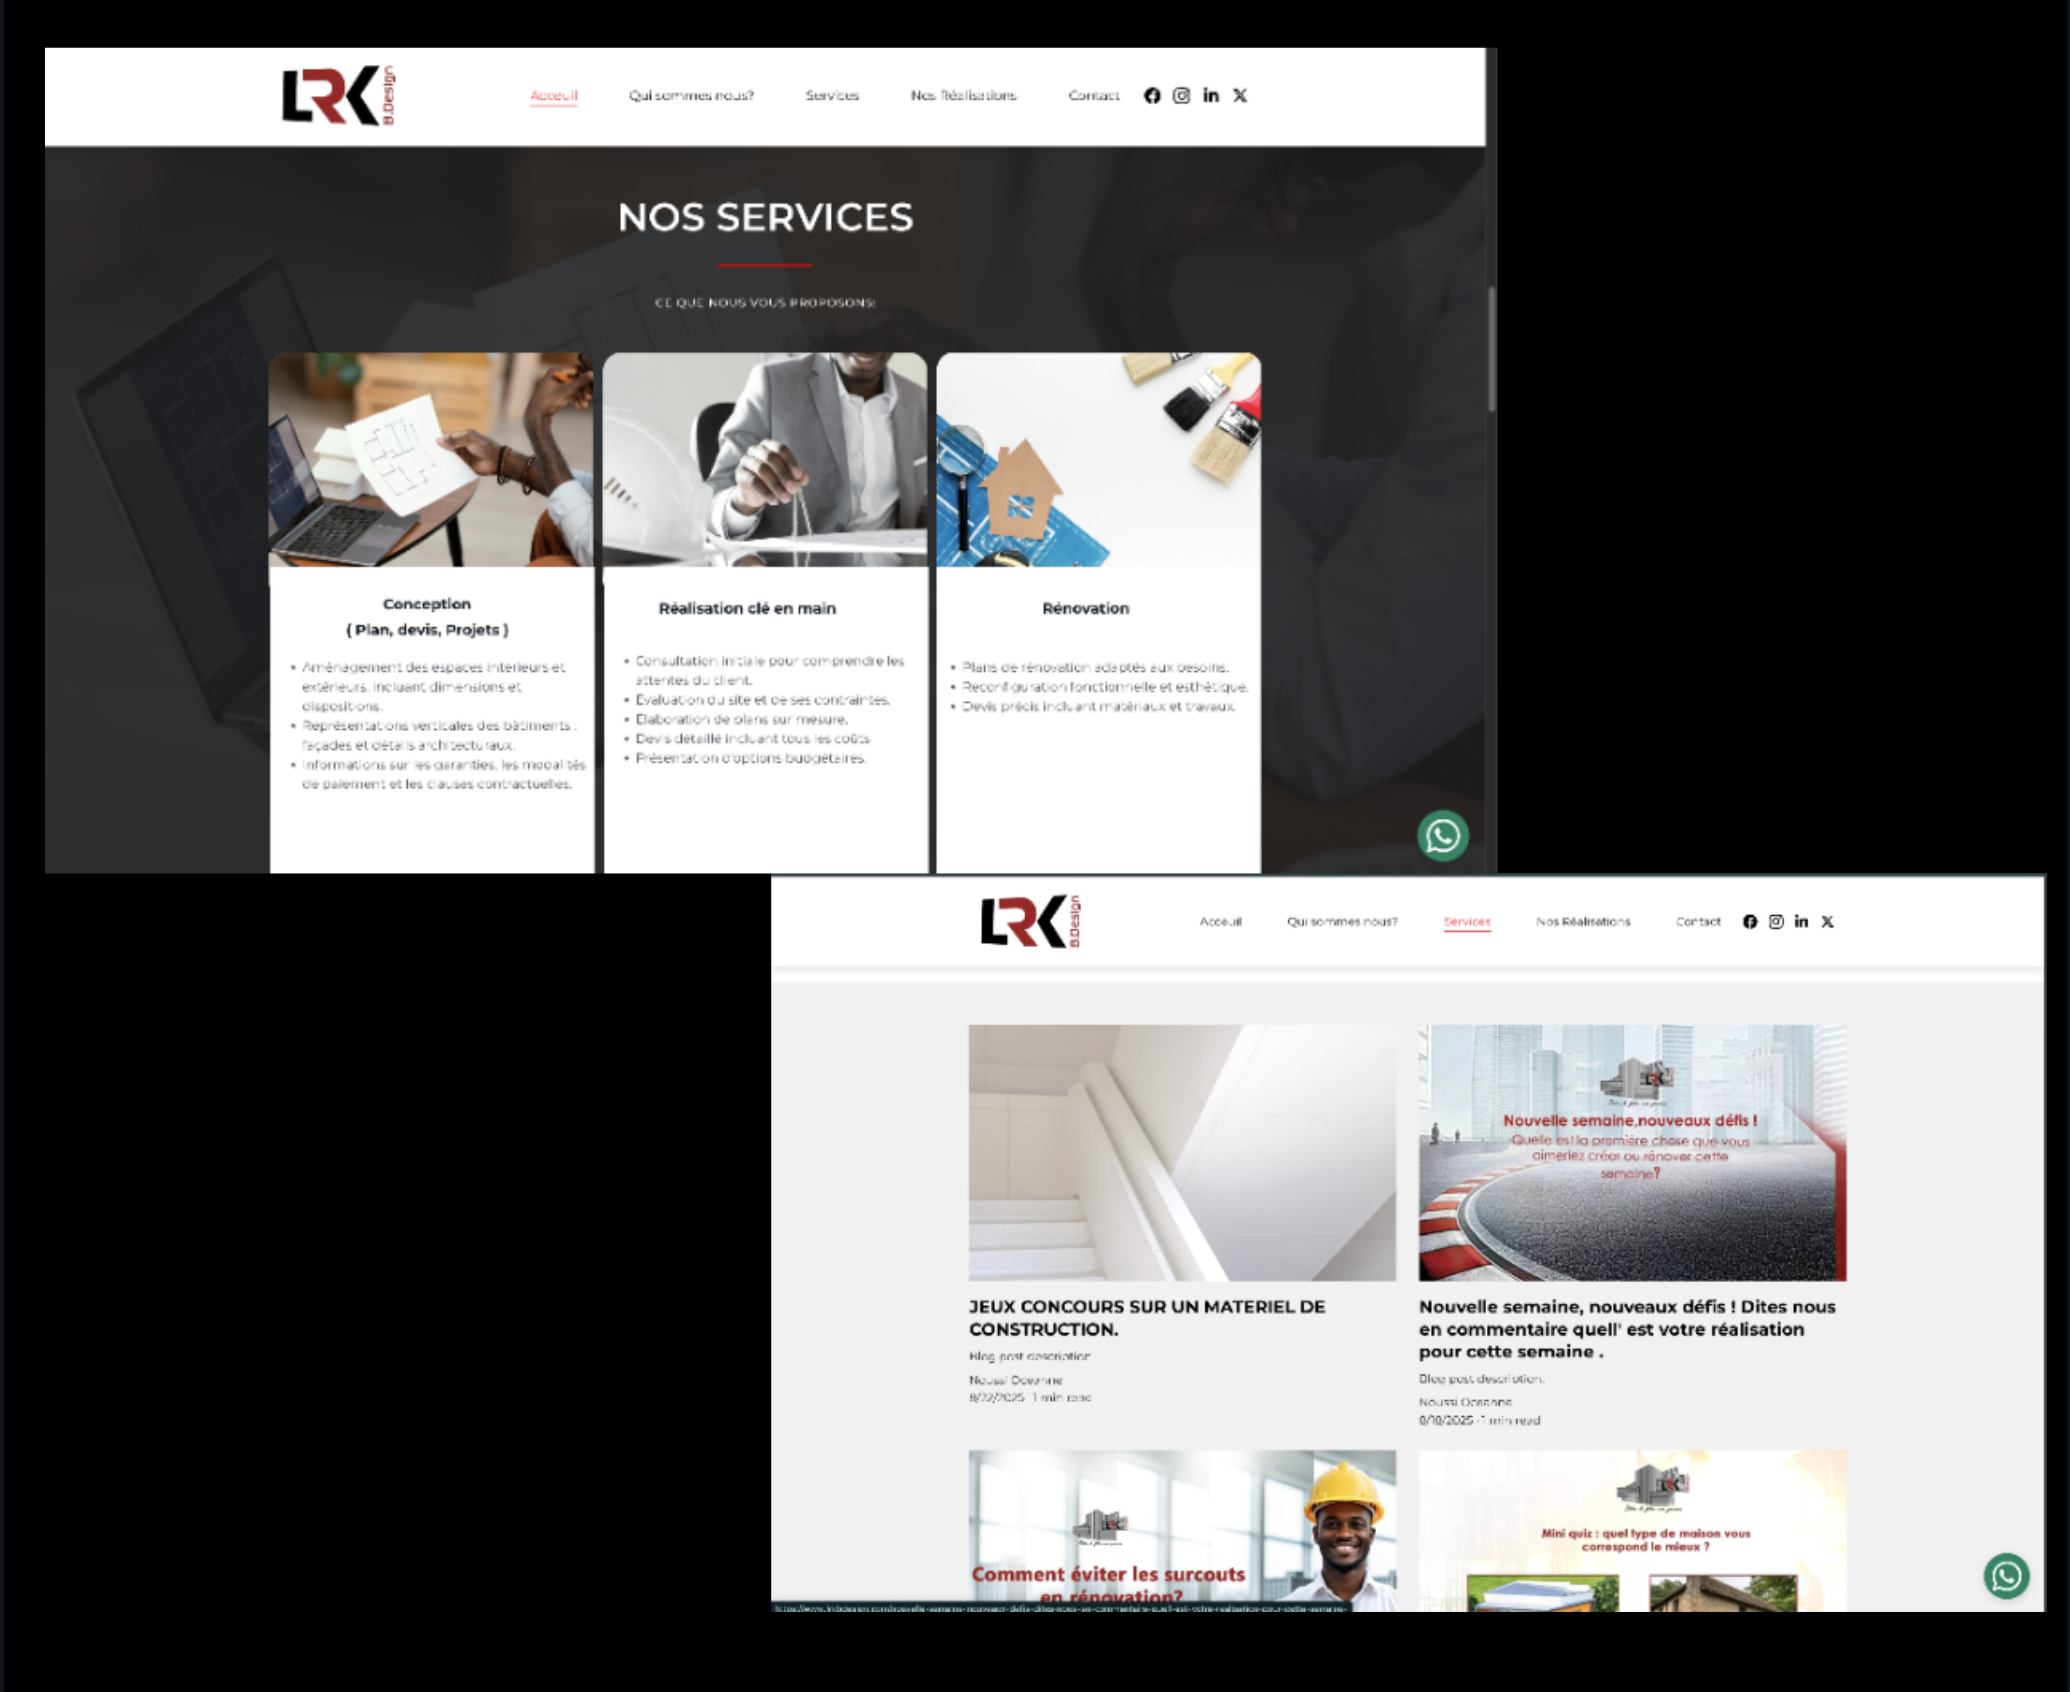 LRK
B.Design
Acceuil
Qui sommes nous?
Services
Nos Réalisations
Contact
NOS SERVICES
CE QUE NOUS VOUS PROPOSONS:
Conception
( Plan, devis, Projets )
Aménagement des espaces intérieurs et
extérieurs, incluant dimensions et
dispositions.
Représentations verticales des bâtiments :
façades et détails architecturaux.
Informations sur les garanties, les modalités
de paiement et les clauses contractuelles.
Réalisation clé en main
Consultation initiale pour comprendre les
attentes du client.
Évaluation du site et de ses contraintes.
Élaboration de plans sur mesure.
Devis détaillé incluant tous les coûts
Présentation d'options budgétaires.
Rénovation
Plans de rénovation adaptés aux besoins.
Reconfiguration fonctionnelle et esthétique.
Devis précis incluant matériaux et travaux.
LRK
B.Design
Acceuil
Qui sommes nous?
Services
Nos Réalisations
Contact
Nouvelle semaine,nouveaux défis !
Quelle est la première chose que vous
aimeriez créer ou rénover cette
semaine?
JEUX CONCOURS SUR UN MATERIEL DE
CONSTRUCTION.
Blog post description.
Noussi Oceanne
8/22/2025 · 1 min read
Nouvelle semaine, nouveaux défis ! Dites nous
en commentaire quell' est votre réalisation
pour cette semaine .
Blog post description.
Noussi Oceanne
8/18/2025 · 1 min read
LRK
Comment éviter les surcouts
en rénovation?
LRK
Mini quiz : quel type de maison vous
correspond le mieux ?